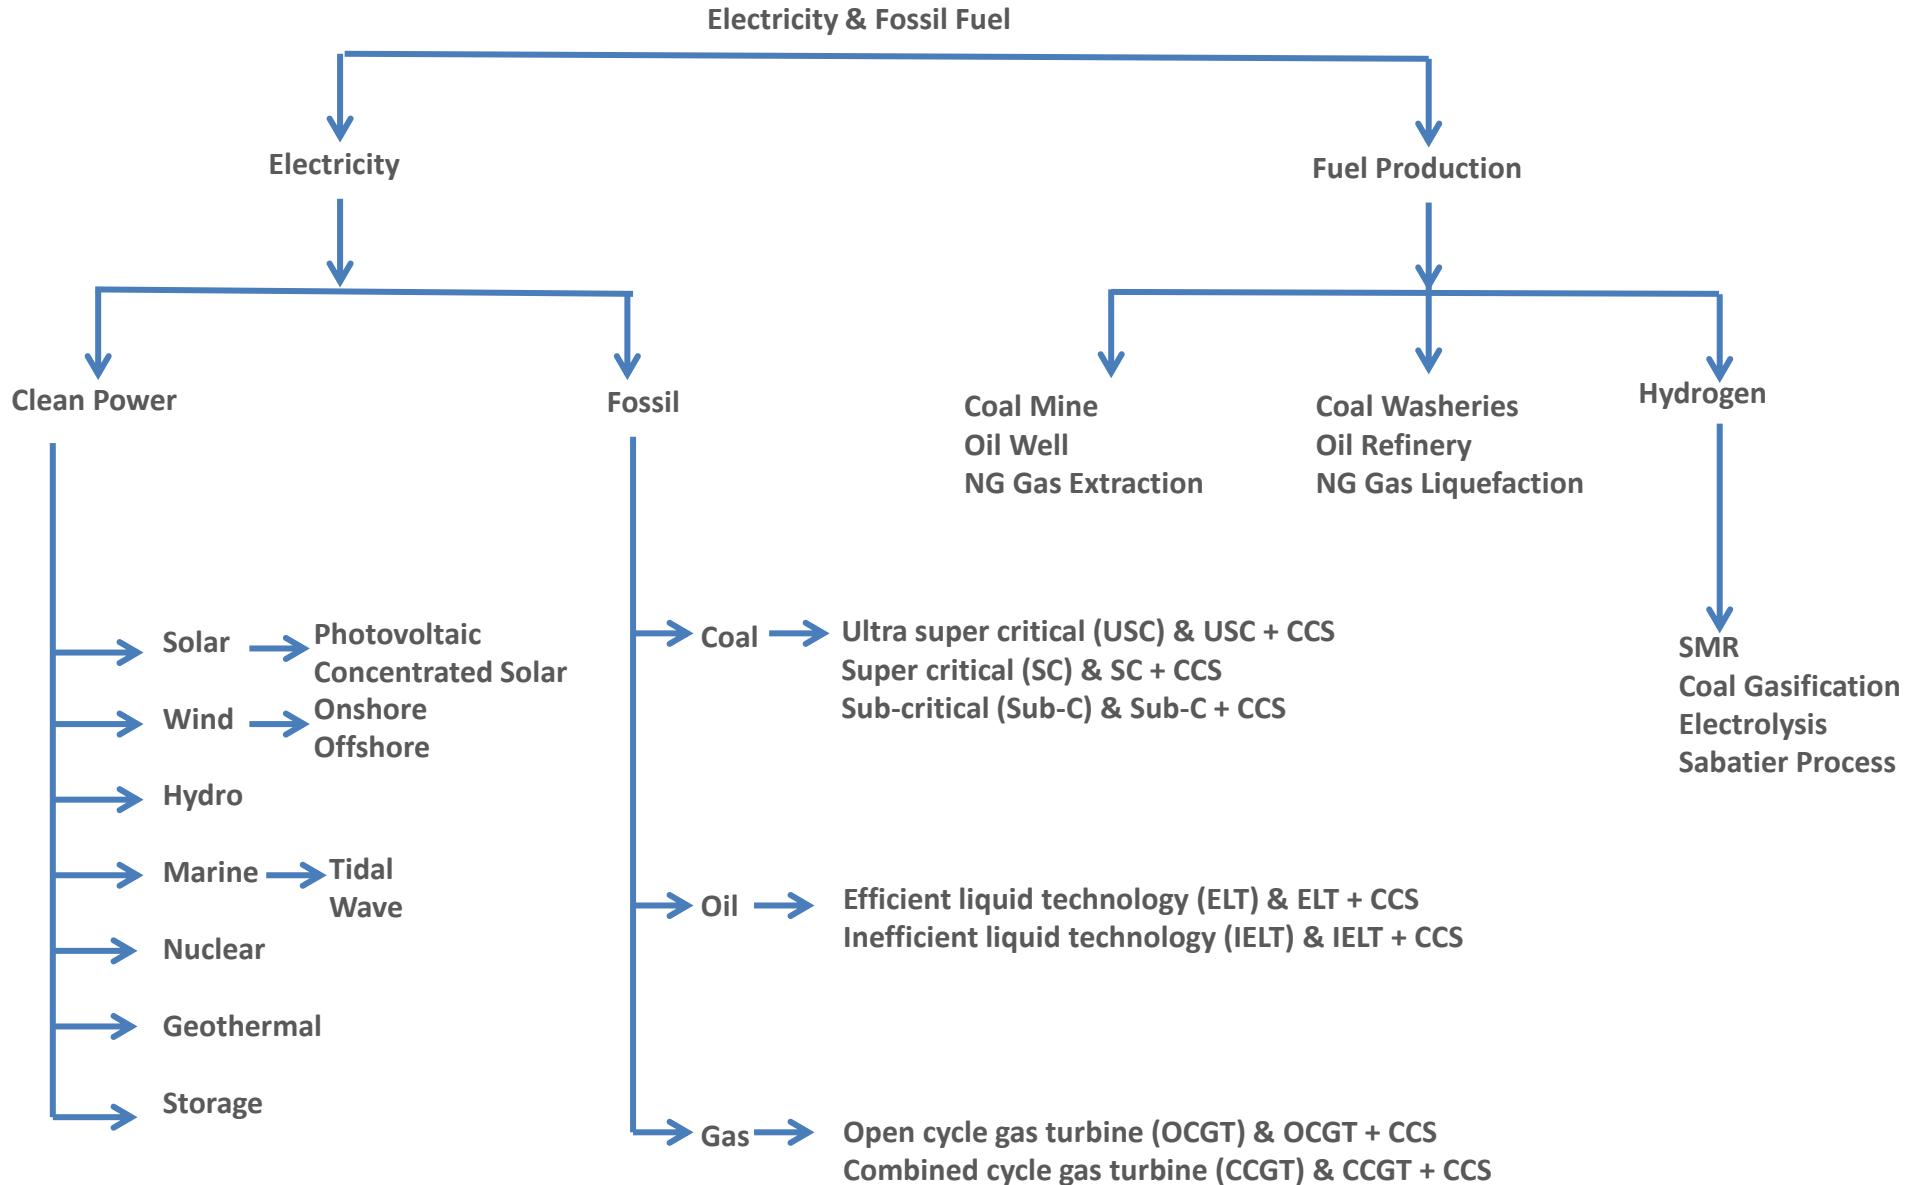 Electricity & Fossil Fuel
Electricity
Fuel Production
Clean Power
Fossil
Coal Mine
Oil Well
NG Gas Extraction
Coal Washeries
Oil Refinery
NG Gas Liquefaction
Hydrogen
SMR
Coal Gasification
Electrolysis
Sabatier Process
Solar
Photovoltaic
Concentrated Solar
Wind
Onshore
Offshore
Hydro
Marine
Tidal
Wave
Nuclear
Geothermal
Storage
Coal
Ultra super critical (USC) & USC + CCS
Super critical (SC) & SC + CCS
Sub-critical (Sub-C) & Sub-C + CCS
Oil
Efficient liquid technology (ELT) & ELT + CCS
Inefficient liquid technology (IELT) & IELT + CCS
Gas
Open cycle gas turbine (OCGT) & OCGT + CCS
Combined cycle gas turbine (CCGT) & CCGT + CCS